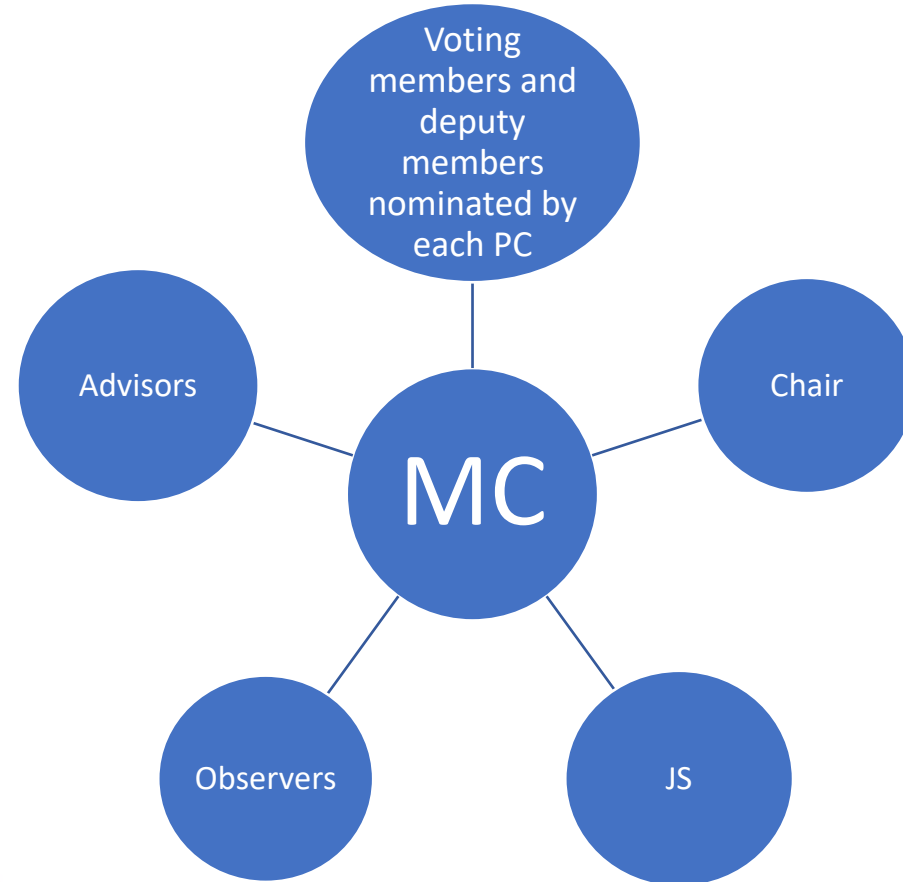 Voting
members and
deputy
members
nominated by
each PC
Advisors
Chair
MC
Observers
JS